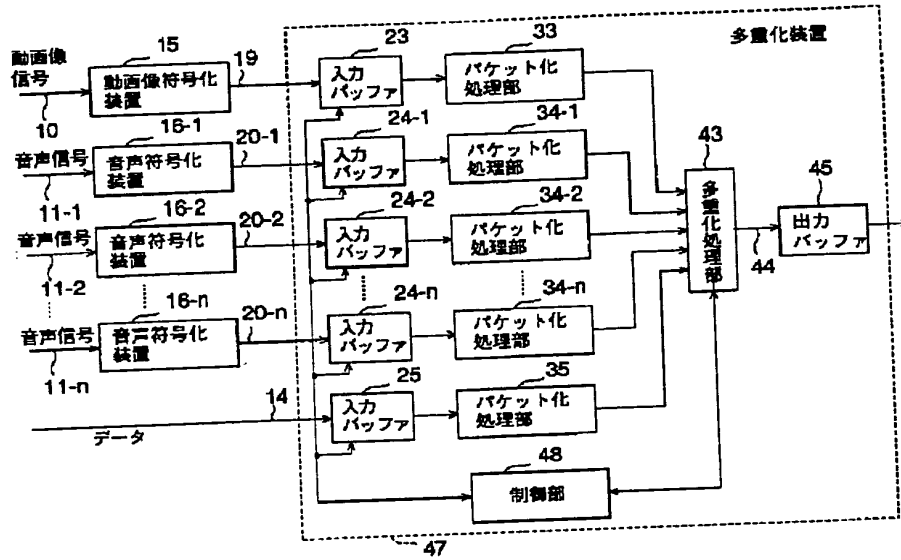 多重化装置
動画像
信号
10
15
動画像符号化
装置
19
23
入力
バッファ
33
パケット化
処理部
音声信号
11-1
16-1
音声符号化
装置
20-1
24-1
入力
バッファ
34-1
パケット化
処理部
音声信号
11-2
16-2
音声符号化
装置
20-2
24-2
入力
バッファ
34-2
パケット化
処理部
音声信号
11-n
16-n
音声符号化
装置
20-n
24-n
入力
バッファ
34-n
パケット化
処理部
データ
14
25
入力
バッファ
35
パケット化
処理部
43
多重化処理部
44
45
出力
バッファ
48
制御部
47